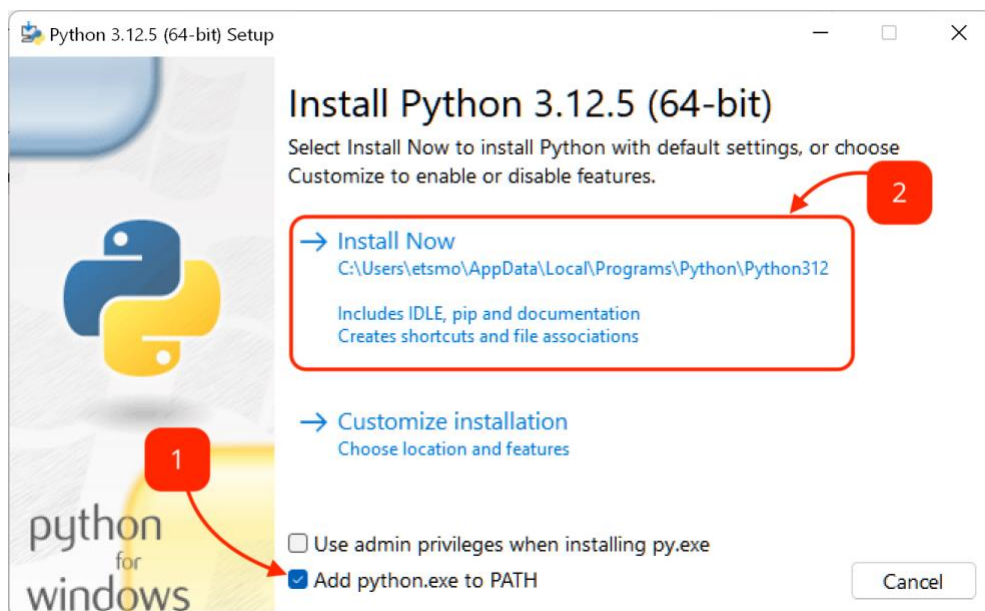 Python 3.12.5 (64-bit) Setup
Install Python 3.12.5 (64-bit)
Select Install Now to install Python with default settings, or choose
Customize to enable or disable features.
2
Install Now
C:\Users\etsmo\AppData\Local\Programs\Python\Python312
Includes IDLE, pip and documentation
Creates shortcuts and file associations
Customize installation
Choose location and features
1
python
for
windows
Use admin privileges when installing py.exe
Add python.exe to PATH
Cancel